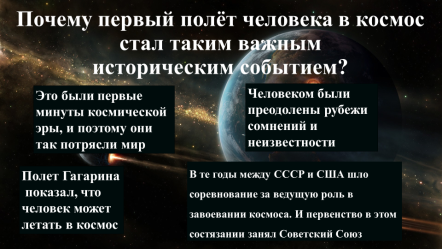 Почему первый полёт человека в космос
стал таким важным
историческим событием?
Это были первые
минуты космической
эры, и поэтому они
так потрясли мир
Человеком были
преодолены рубежи
сомнений и
неизвестности
Полет Гагарина
показал, что
человек может
летать в космос
В те годы между СССР и США шло
соревнование за ведущую роль в
завоевании космоса. И первенство в этом
состязании занял Советский Союз